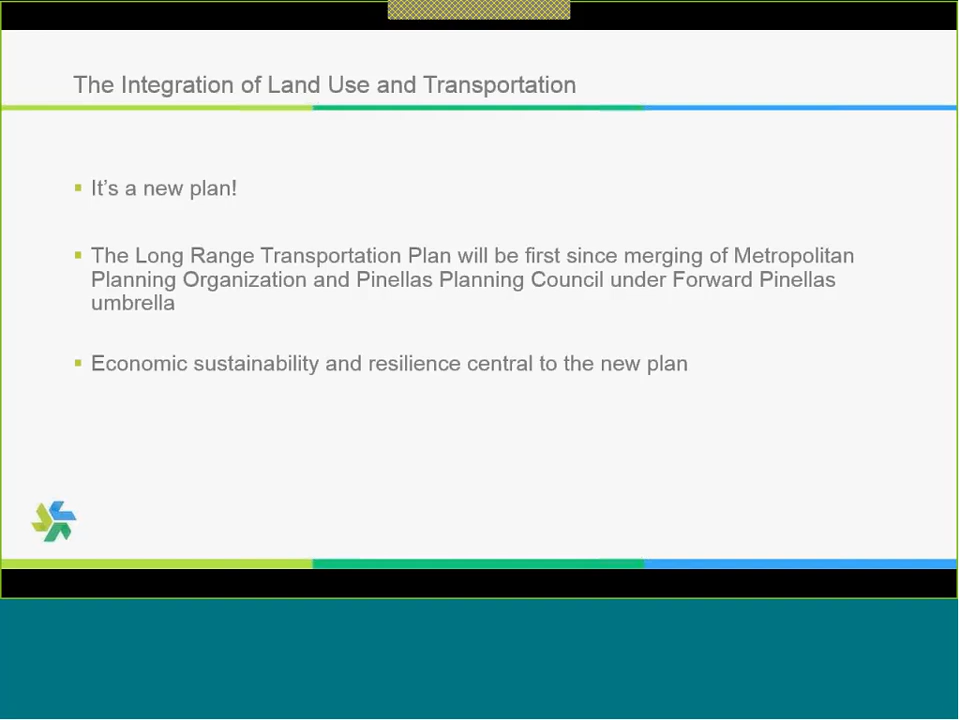 The Integration of Land Use and Transportation
It’s a new plan!
The Long Range Transportation Plan will be first since merging of Metropolitan
Planning Organization and Pinellas Planning Council under Forward Pinellas
umbrella
Economic sustainability and resilience central to the new plan